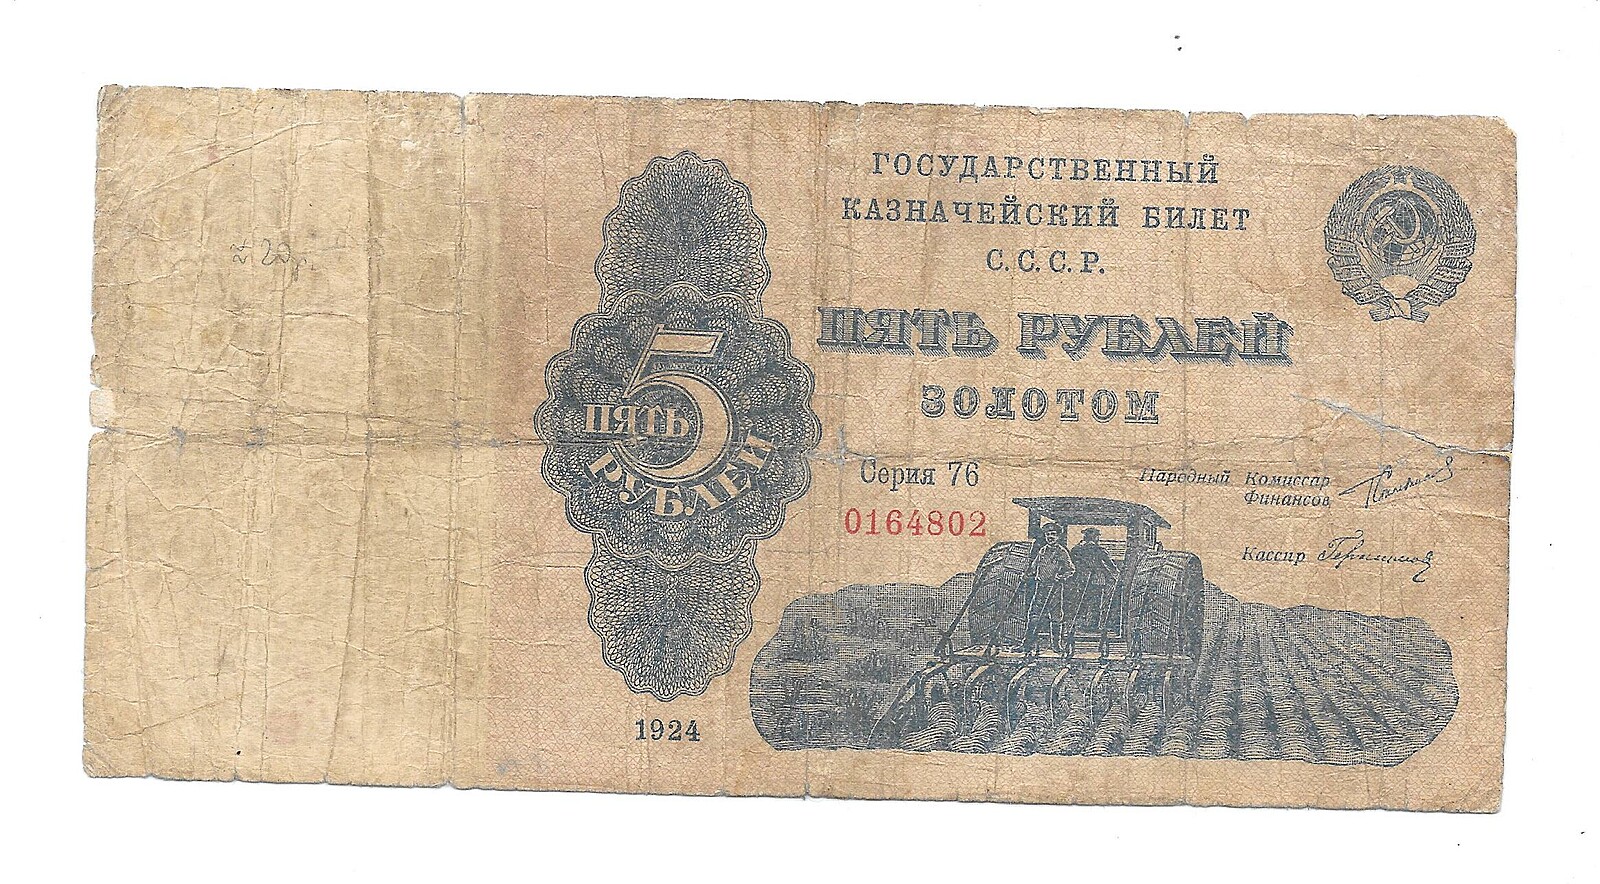 ГОСУДАРСТВЕННЫЙ
КАЗНАЧЕЙСКИЙ БИЛЕТ
С.С.С.Р.
ПЯТЬ РУБЛЕЙ
ЗОЛОТОМ
5
ПЯТЬ
РУБЛЕЙ
Серия 76
0164802
Народный Комиссар
Финансов
Кассир
1924